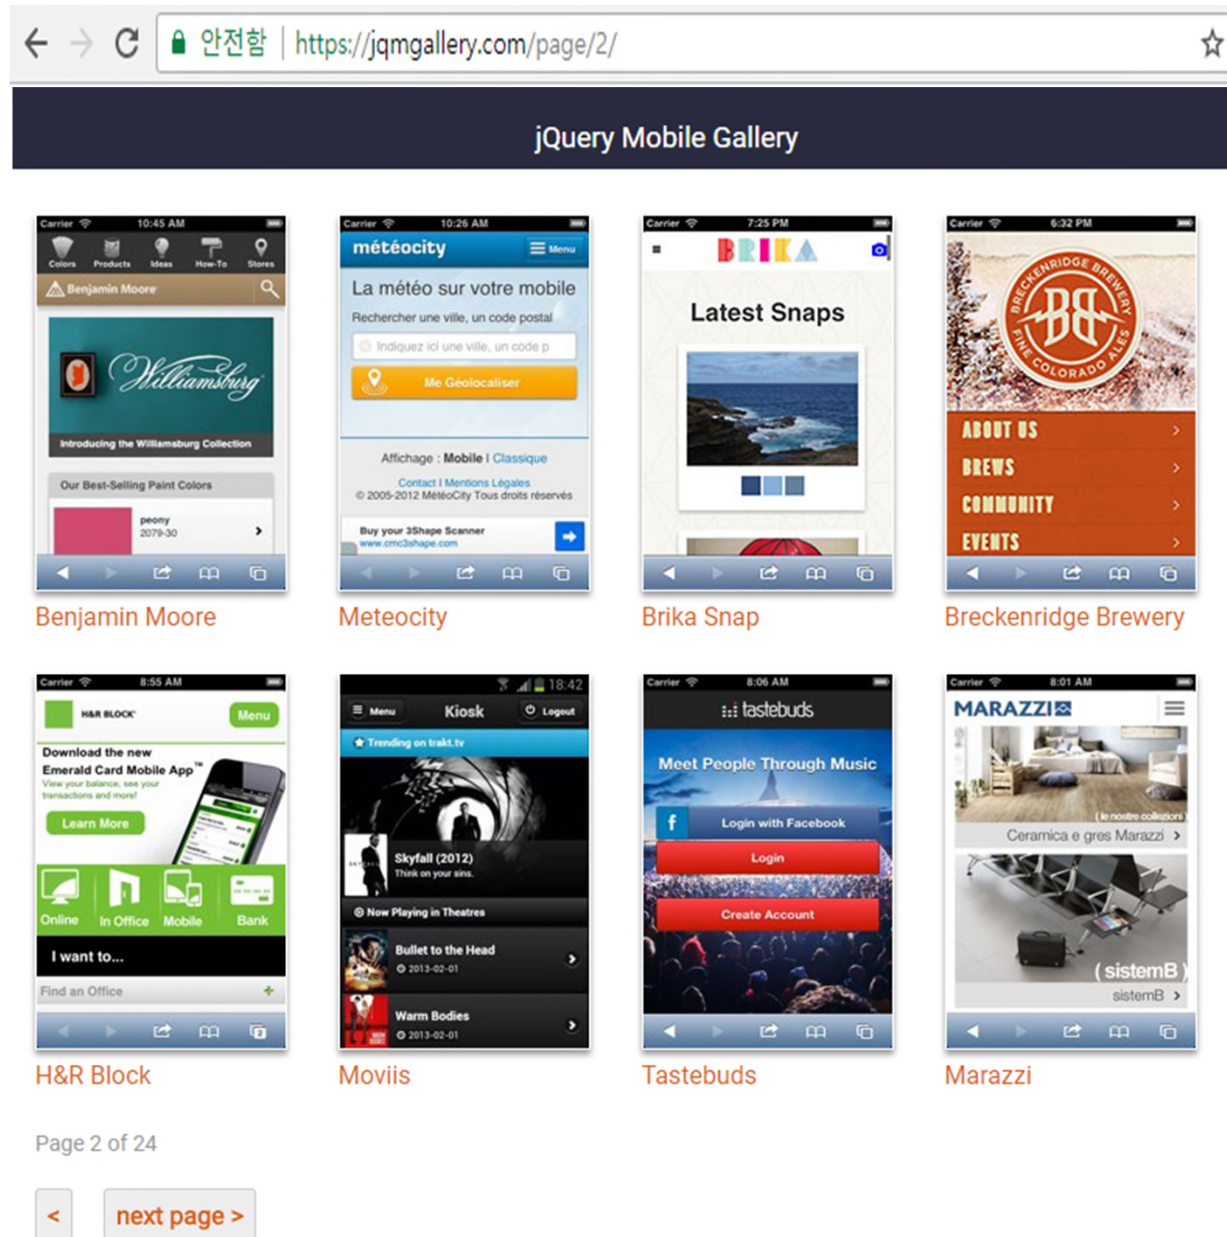 안전함 | https://jqmgallery.com/page/2/
jQuery Mobile Gallery
Carrier 10:45 AM
Colors Products Ideas How-To Stores
Benjamin Moore
Williamsburg
Introducing the Williamsburg Collection
Our Best-Selling Paint Colors
peony
2079-30
Benjamin Moore
Carrier 10:26 AM
météocity Menu
La météo sur votre mobile
Rechercher une ville, un code postal
Indiquez ici une ville, un code p
Me Géolocaliser
Affichage : Mobile I Classique
Contact I Mentions Légales
© 2005-2012 MétéoCity Tous droits réservés
Buy your 3Shape Scanner
www.cmc3shape.com
Meteocity
Carrier 7:25 PM
BRIKA
Latest Snaps
Brika Snap
Carrier 6:32 PM
BRECKENRIDGE BREWERY
BB
FINE COLORADO ALES
ABOUT US
BREWS
COMMUNITY
EVENTS
Breckenridge Brewery
Carrier 8:55 AM
H&R BLOCK Menu
Download the new
Emerald Card Mobile App™
View your balance, see your
transactions and more!
Learn More
Online In Office Mobile Bank
I want to...
Find an Office
2
H&R Block
18:42
Menu Kiosk Logout
Trending on trakt.tv
Skyfall (2012)
Think on your sins.
Now Playing in Theatres
Bullet to the Head
2013-02-01
Warm Bodies
2013-02-01
Moviis
Carrier 8:06 AM
tastebuds
Meet People Through Music
f Login with Facebook
Login
Create Account
Tastebuds
Carrier 8:01 AM
MARAZZI
( le nostre collezioni )
Ceramica e gres Marazzi >
( sistemB )
sistemB >
Marazzi
Page 2 of 24
< next page >